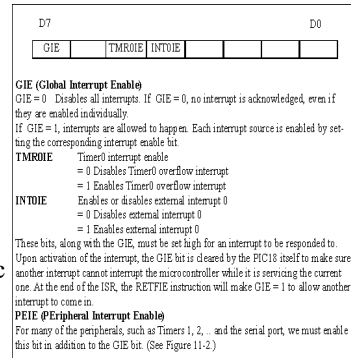 D7 D0
GIE TMR0IE INT0IE
GIE (Global Interrupt Enable)
GIE = 0 Disables all interrupts. If GIE = 0, no interrupt is acknowledged, even if
they are enabled individually.
If GIE = 1, interrupts are allowed to happen. Each interrupt source is enabled by set-
ting the corresponding interrupt enable bit.
TMR0IE Timer0 interrupt enable
= 0 Disables Timer0 overflow interrupt
= 1 Enables Timer0 overflow interrupt
INT0IE Enables or disables external interrupt 0
= 0 Disables external interrupt 0
= 1 Enables external interrupt 0
These bits, along with the GIE, must be set high for an interrupt to be responded to.
Upon activation of the interrupt, the GIE bit is cleared by the PIC18 itself to make sure
another interrupt cannot interrupt the microcontroller while it is servicing the current
one. At the end of the ISR, the RETFIE instruction will make GIE = 1 to allow another
interrupt to come in.
PEIE (PEripheral Interrupt Enable)
For many of the peripherals, such as Timers 1, 2, .. and the serial port, we must enable
this bit in addition to the GIE bit. (See Figure 11-2.)